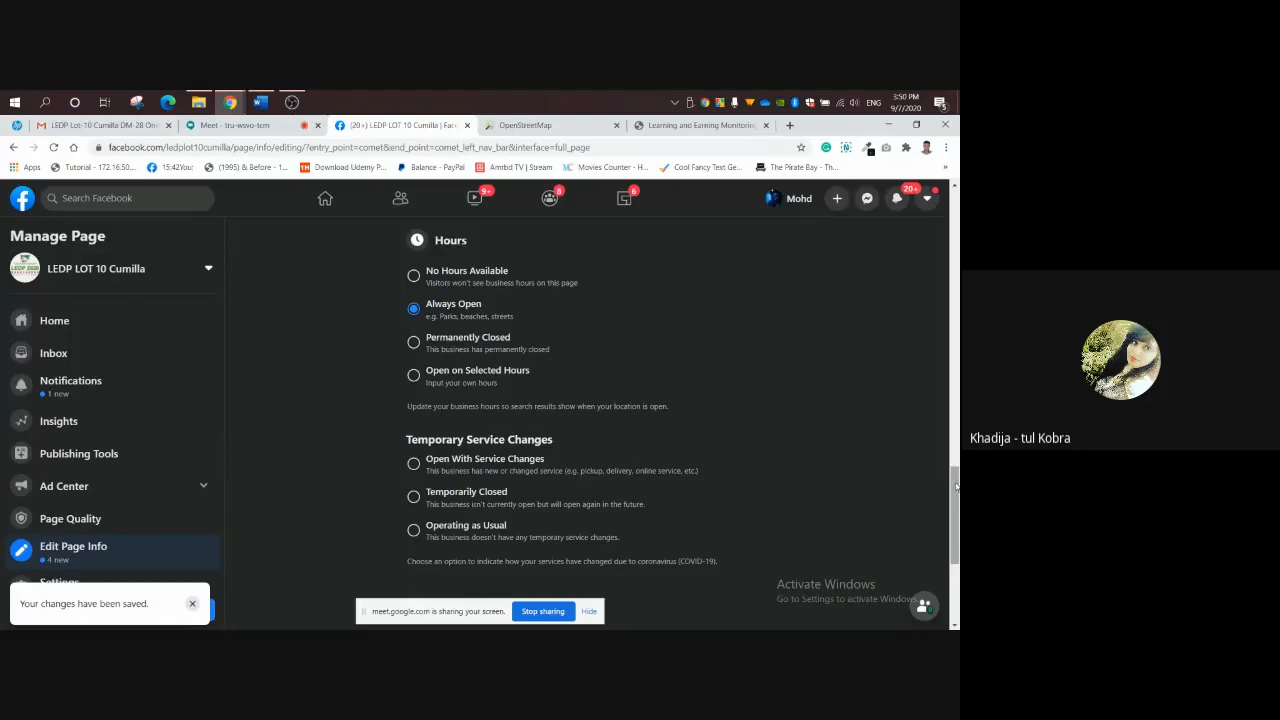 3:50 PM
ENG
9/7/2020
LEDP Lot-10 Cumilla DM-28 On
Meet - tru-wsvo-tcm
(20+) LEDP LOT 10 Cumilla | Fac
OpenStreetMap
Learning and Earning Monitoring
facebook.com/ledplot10cumilla/page/info/editing/?entry_point=comet&end_point=comet_left_nav_bar&interface=full_page
Apps
Tutorial - 172.16.50...
15:42You:
(1995) & Before - 1...
Download Udemy P...
Balance - PayPal
Amrbd TV | Stream
Movies Counter - H...
Cool Fancy Text Ge...
The Pirate Bay - Th...
»
Search Facebook
9+
8
6
Mohd
20+
Manage Page
LEDP LOT 10 Cumilla
Home
Inbox
Notifications
1 new
Insights
Publishing Tools
Ad Center
Page Quality
Edit Page Info
4 new
Settings
Your changes have been saved.
Hours
No Hours Available
Visitors won't see business hours on this page
Always Open
e.g. Parks, beaches, streets
Permanently Closed
This business has permanently closed
Open on Selected Hours
Input your own hours
Update your business hours so search results show when your location is open.
Temporary Service Changes
Open With Service Changes
This business has new or changed service (e.g. pickup, delivery, online service, etc.)
Temporarily Closed
This business isn't currently open but will open again in the future.
Operating as Usual
This business doesn't have any temporary service changes.
Choose an option to indicate how your services have changed due to coronavirus (COVID-19).
Activate Windows
Go to Settings to activate Windows.
meet.google.com is sharing your screen.
Stop sharing
Hide
Khadija - tul Kobra